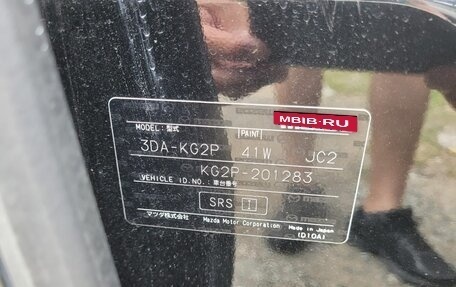 MBIB·RU
MODEL:型式 PAINT
3DA-KG2P 41W JC2
KG2P-201283
VEHICLE ID.NO.:車台番号
SRS I
マツダ株式会社 Mazda Motor Corporation Made in Japan
(D10A)